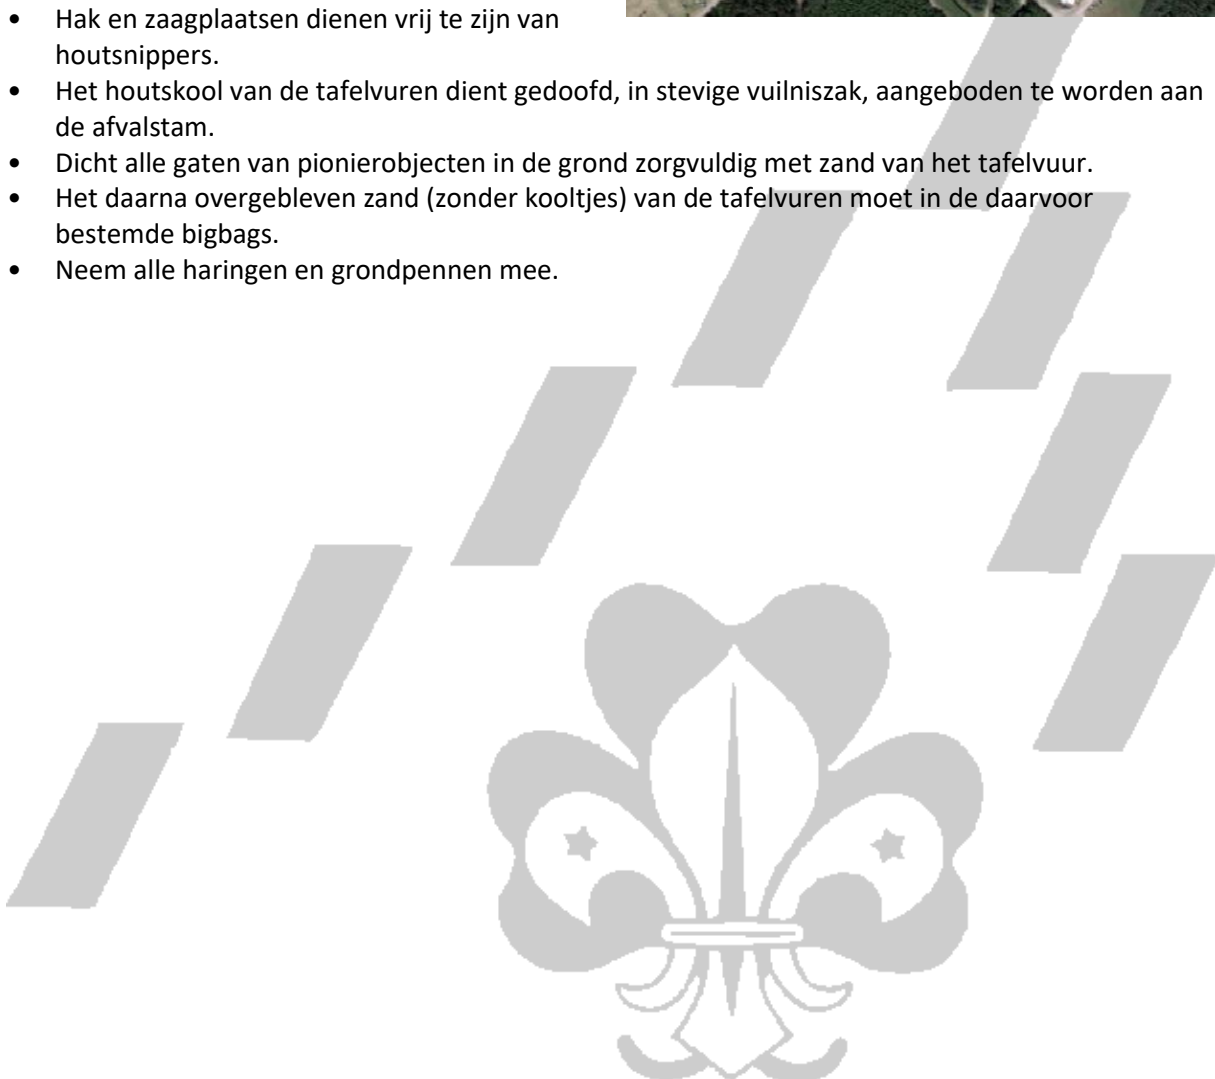 • Hak en zaagplaatsen dienen vrij te zijn van
houtsnippers.
• Het houtskool van de tafelvuren dient gedoofd, in stevige vuilniszak, aangeboden te worden aan
de afvalstam.
• Dicht alle gaten van pionierobjecten in de grond zorgvuldig met zand van het tafelvuur.
• Het daarna overgebleven zand (zonder kooltjes) van de tafelvuren moet in de daarvoor
bestemde bigbags.
• Neem alle haringen en grondpennen mee.